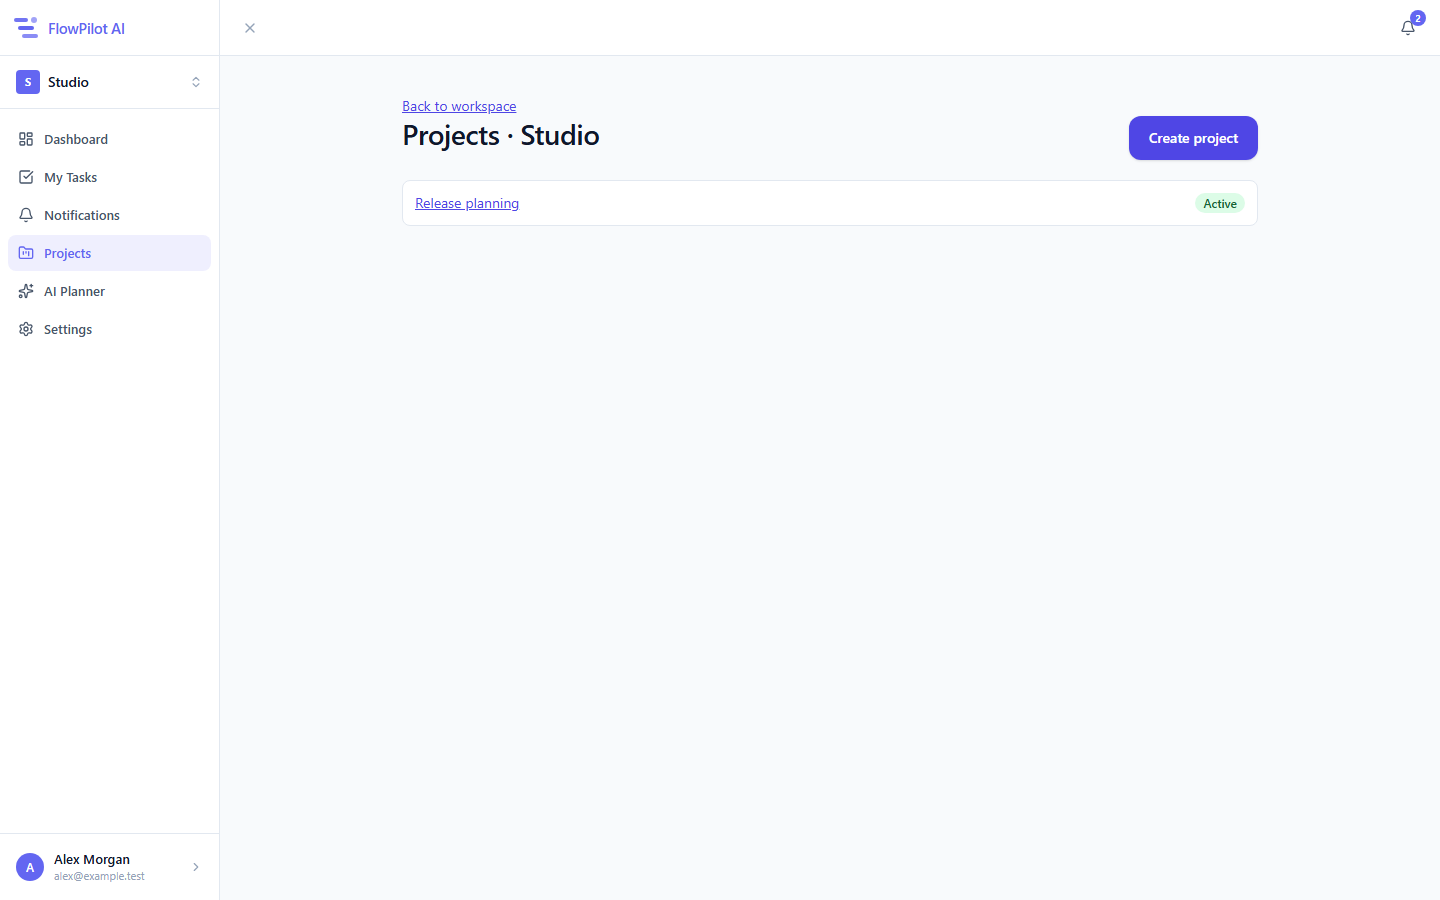 FlowPilot AI
2
S Studio
Dashboard
My Tasks
Notifications
Projects
AI Planner
Settings
Back to workspace
Projects · Studio
Create project
Release planning
Active
A
Alex Morgan
alex@example.test